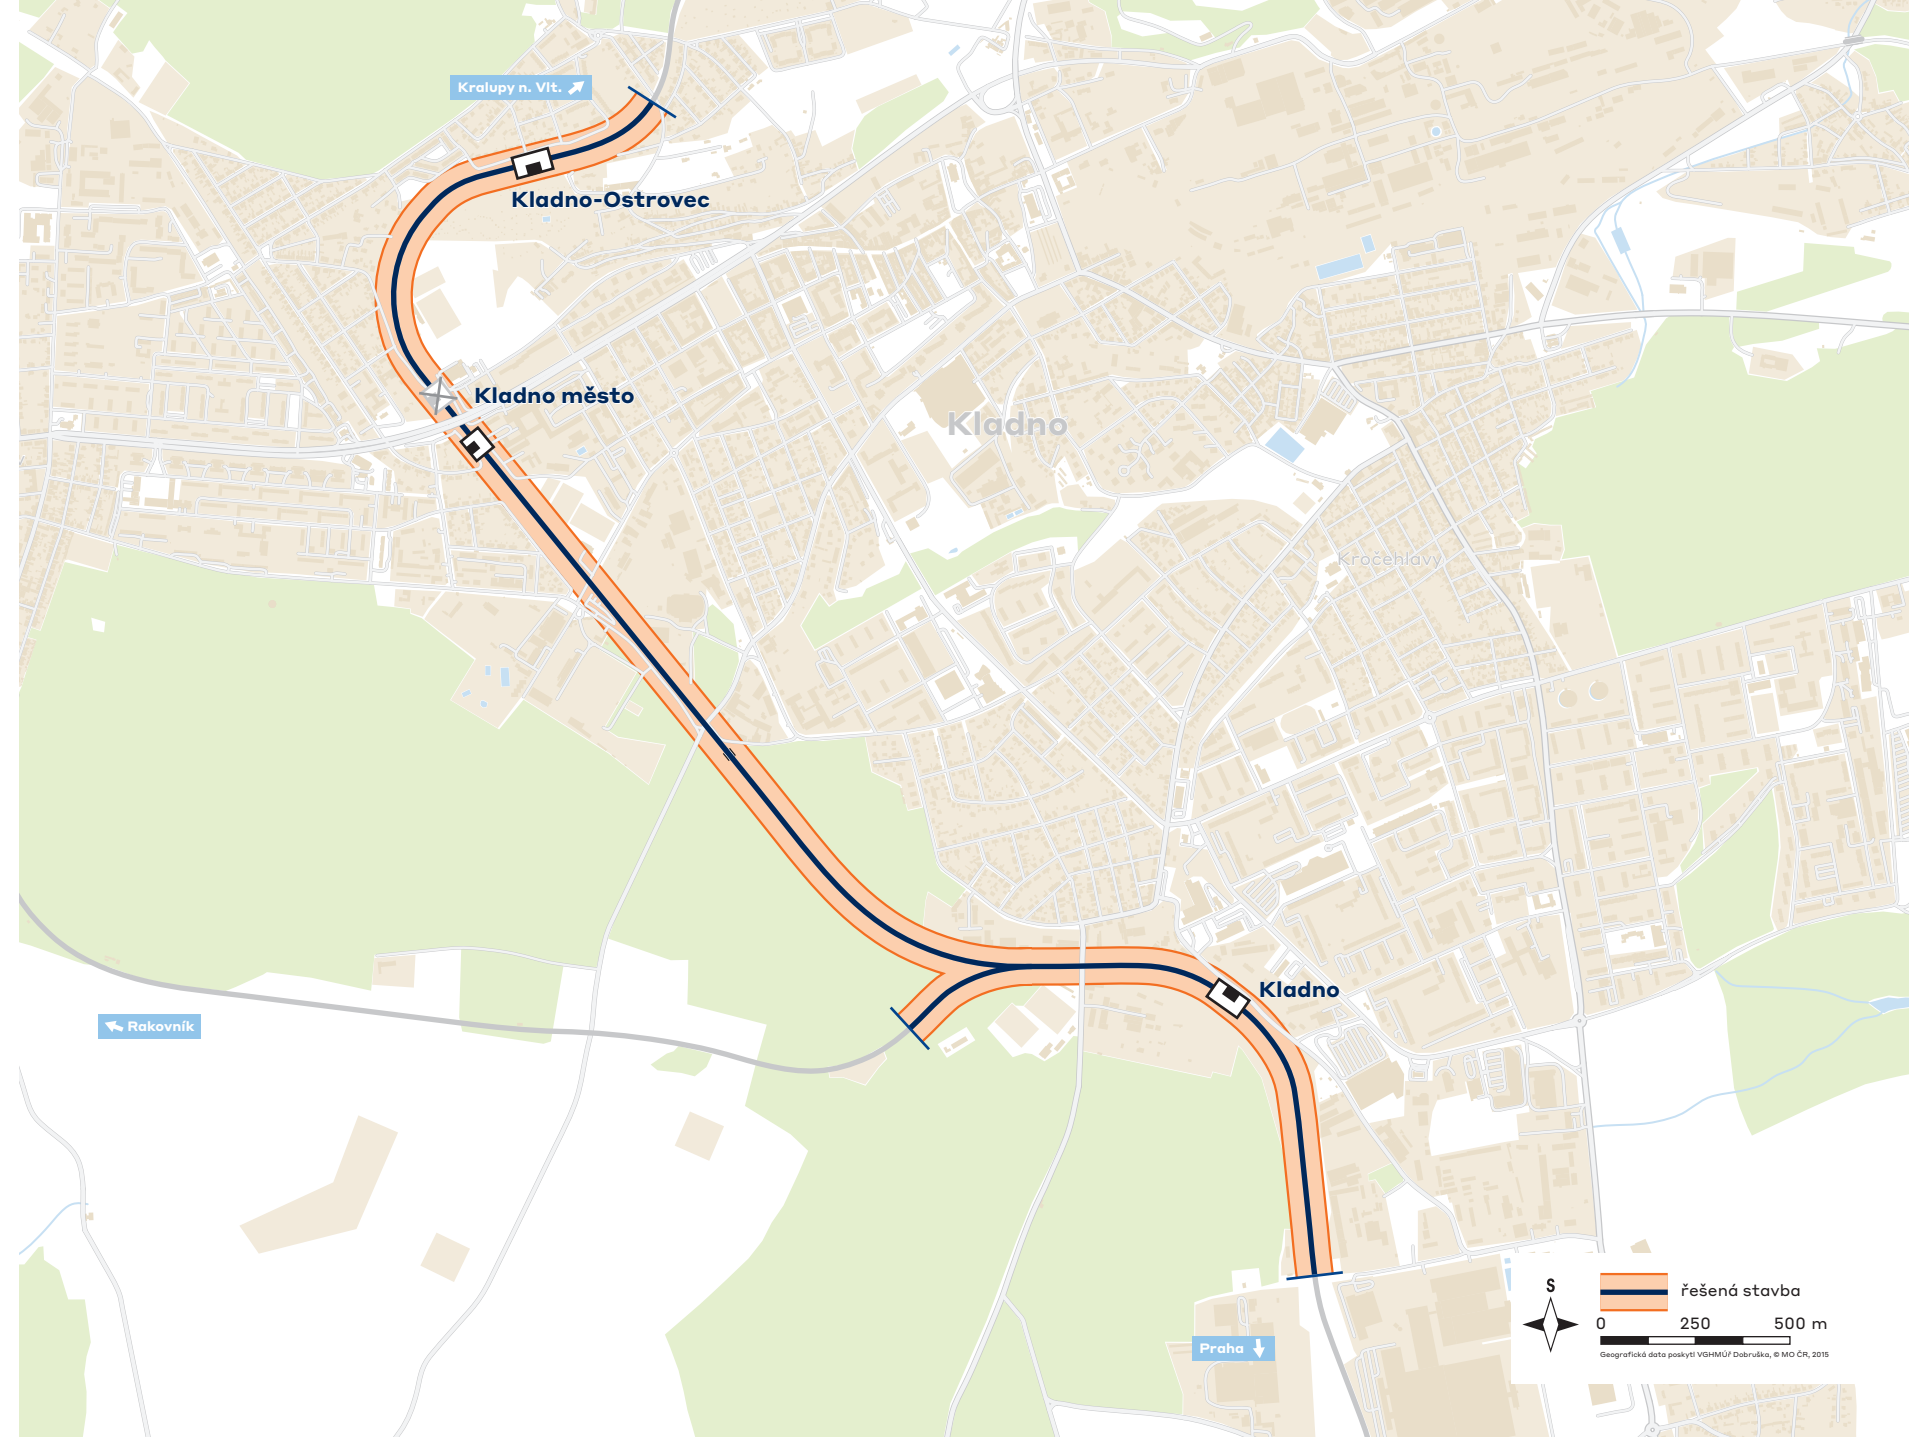 Kralupy n. Vlt.
Kladno-Ostrovec
Kladno město
Kladno
Kročehlavy
Kladno
Rakovník
Praha
S
řešená stavba
0 250 500 m
Geografická data poskytl VGHMÚř Dobruška, © MO ČR, 2015